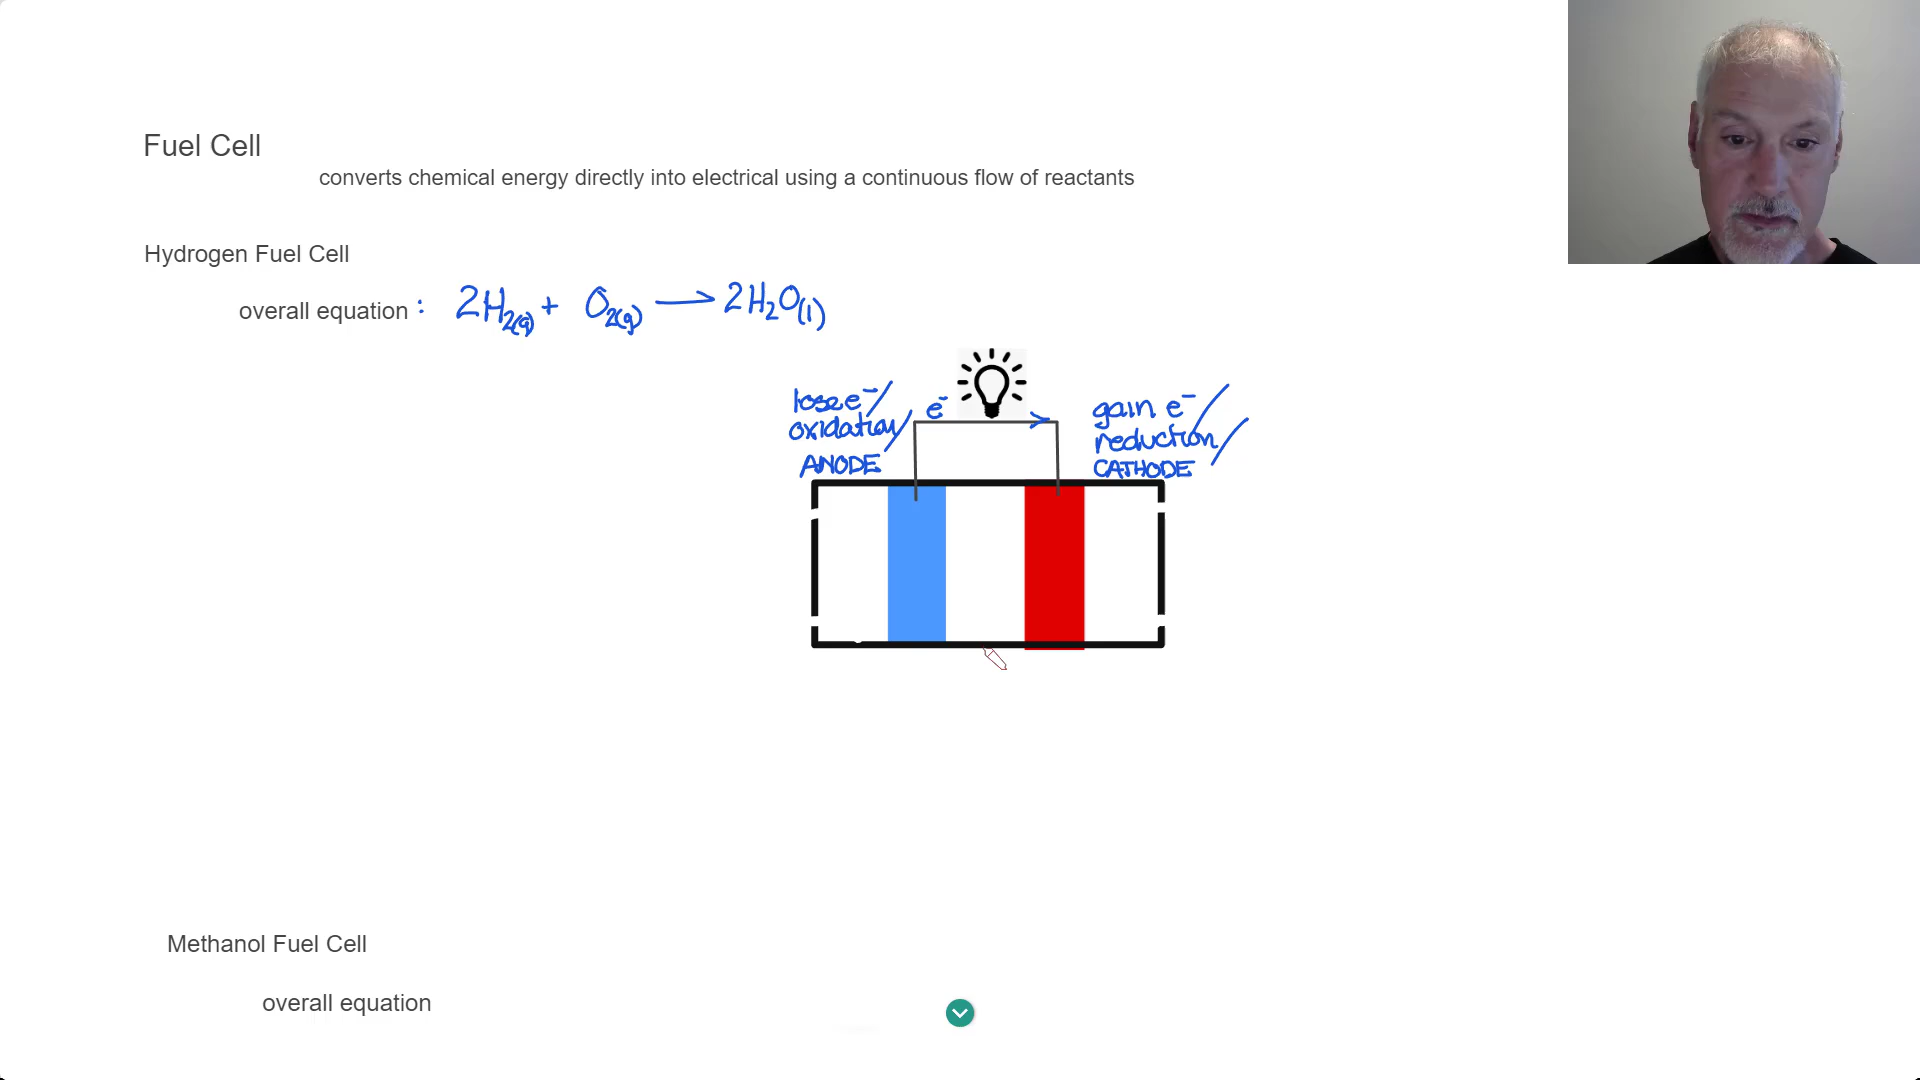 Fuel Cell
converts chemical energy directly into electrical using a continuous flow of reactants
Hydrogen Fuel Cell
overall equation : 2H₂(g) + O₂(g) → 2H₂O(l)
lose e⁻/
oxidation/
ANODE
e⁻
gain e⁻/
reduction/
CATHODE
Methanol Fuel Cell
overall equation